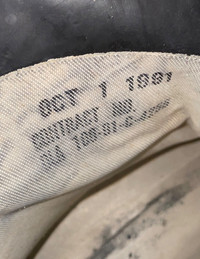 OCT 1 1991
CONTRACT NO.
DLA 100-91-C-